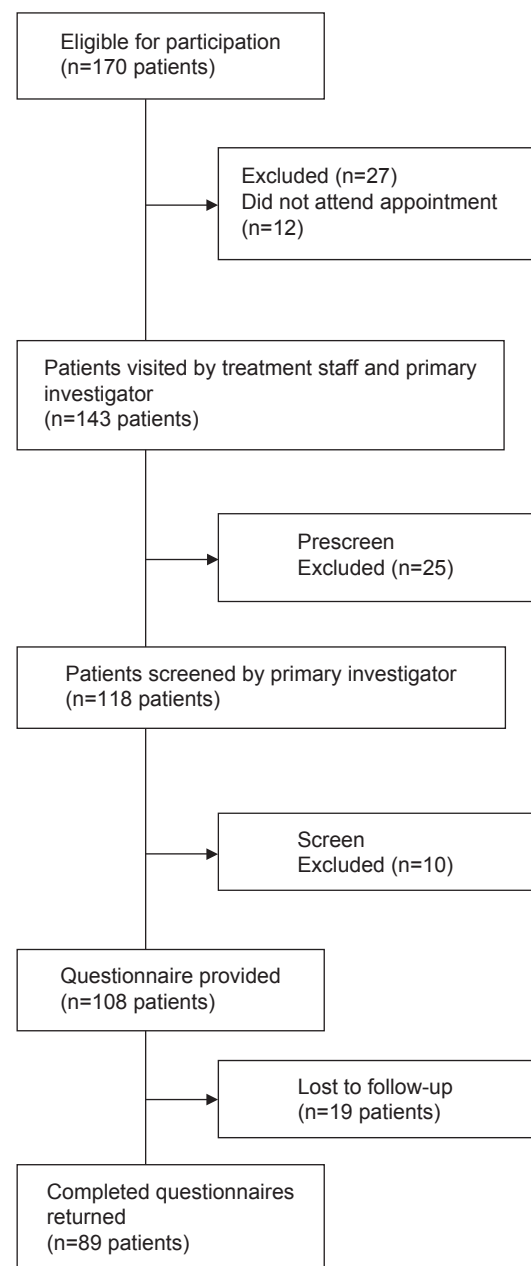 Eligible for participation
(n=170 patients)
Excluded (n=27)
Did not attend appointment
(n=12)
Patients visited by treatment staff and primary
investigator
(n=143 patients)
Prescreen
Excluded (n=25)
Patients screened by primary investigator
(n=118 patients)
Screen
Excluded (n=10)
Questionnaire provided
(n=108 patients)
Lost to follow-up
(n=19 patients)
Completed questionnaires
returned
(n=89 patients)